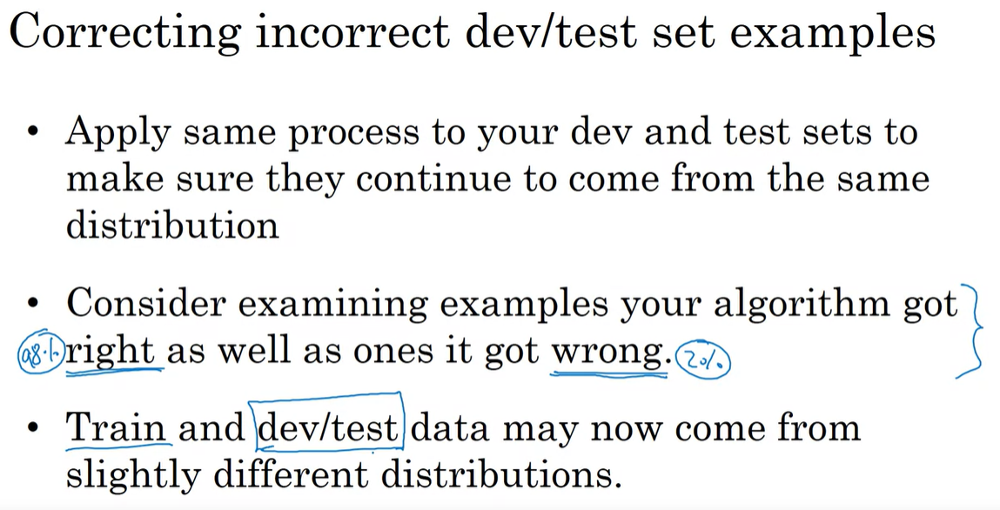 Correcting incorrect dev/test set examples
• Apply same process to your dev and test sets to
make sure they continue to come from the same
distribution
• Consider examining examples your algorithm got
98% right as well as ones it got wrong. 2%
• Train and dev/test data may now come from
slightly different distributions.